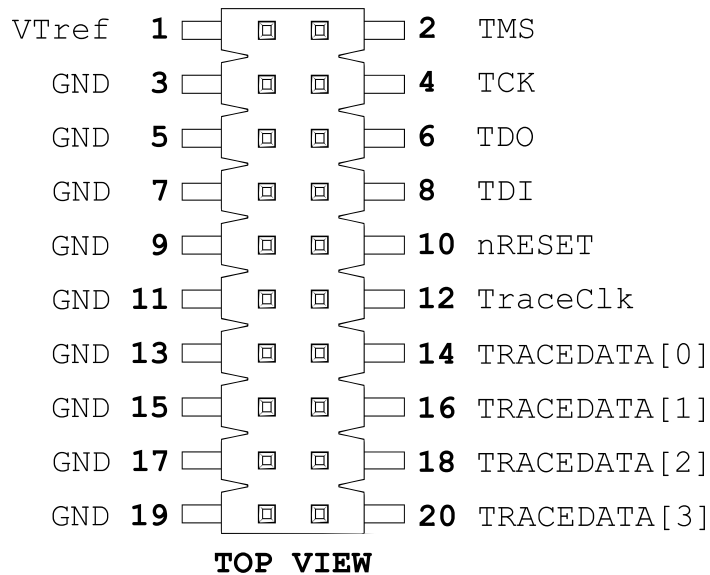 VTref 1 2 TMS
GND 3 4 TCK
GND 5 6 TDO
GND 7 8 TDI
GND 9 10 nRESET
GND 11 12 TraceClk
GND 13 14 TRACEDATA[0]
GND 15 16 TRACEDATA[1]
GND 17 18 TRACEDATA[2]
GND 19 20 TRACEDATA[3]
TOP VIEW